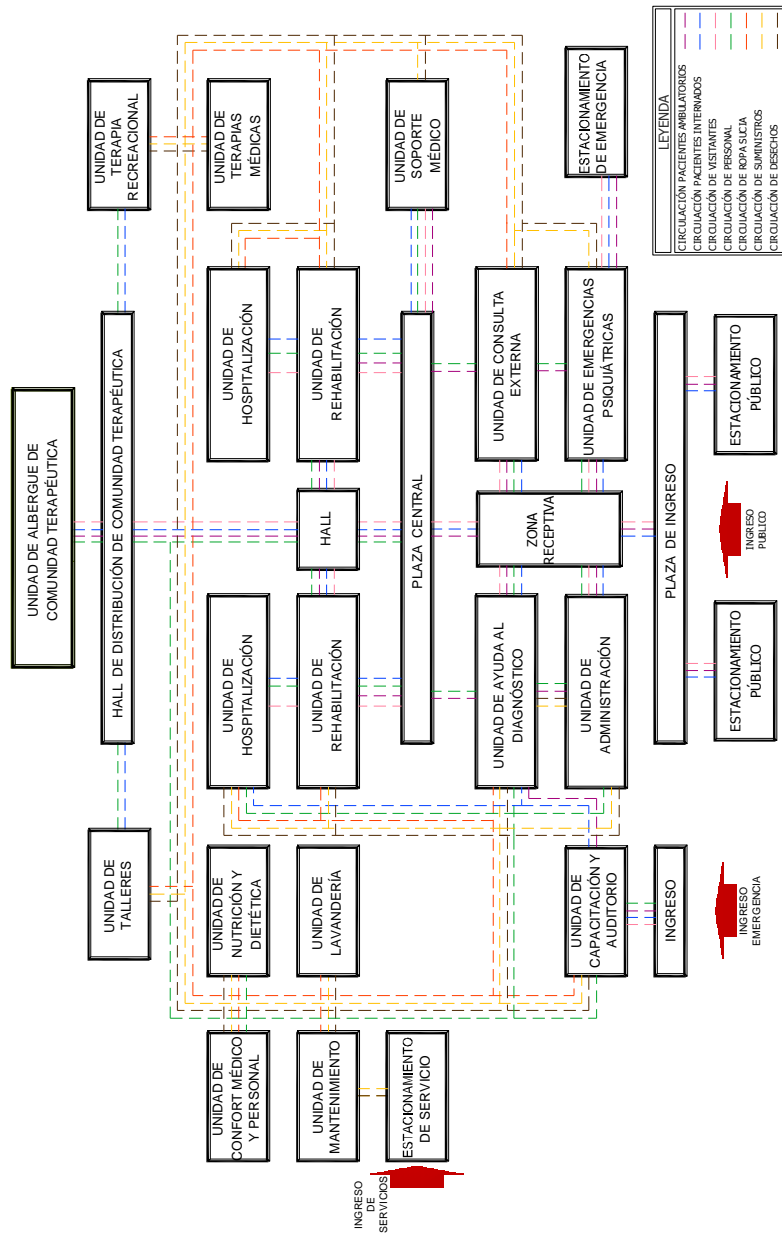 UNIDAD DE ALBERGUE DE
COMUNIDAD TERAPÉUTICA
UNIDAD DE
TALLERES
HALL DE DISTRIBUCIÓN DE COMUNIDAD TERAPÉUTICA
UNIDAD DE
TERAPIA
RECREACIONAL
UNIDAD DE
CONFORT MÉDICO
Y PERSONAL
UNIDAD DE
NUTRICIÓN Y
DIETÉTICA
UNIDAD DE
HOSPITALIZACIÓN
UNIDAD DE
HOSPITALIZACIÓN
UNIDAD DE
TERAPIAS
MÉDICAS
UNIDAD DE
MANTENIMIENTO
UNIDAD DE
LAVANDERÍA
UNIDAD DE
REHABILITACIÓN
HALL
UNIDAD DE
REHABILITACIÓN
INGRESO
DE
SERVICIOS
ESTACIONAMIENTO
DE SERVICIO
PLAZA CENTRAL
UNIDAD DE
SOPORTE
MÉDICO
UNIDAD DE AYUDA AL
DIAGNÓSTICO
ZONA
RECEPTIVA
UNIDAD DE CONSULTA
EXTERNA
UNIDAD DE
CAPACITACIÓN Y
AUDITORIO
UNIDAD DE
ADMINISTRACIÓN
UNIDAD DE EMERGENCIAS
PSIQUIÁTRICAS
ESTACIONAMIENTO
DE EMERGENCIA
INGRESO
PLAZA DE INGRESO
INGRESO
EMERGENCIA
ESTACIONAMIENTO
PÚBLICO
INGRESO
PUBLICO
ESTACIONAMIENTO
PÚBLICO
LEYENDA
CIRCULACIÓN PACIENTES AMBULATORIOS
CIRCULACIÓN PACIENTES INTERNADOS
CIRCULACIÓN DE VISITANTES
CIRCULACIÓN DE PERSONAL
CIRCULACIÓN DE ROPA SUCIA
CIRCULACIÓN DE SUMINISTROS
CIRCULACIÓN DE DESECHOS